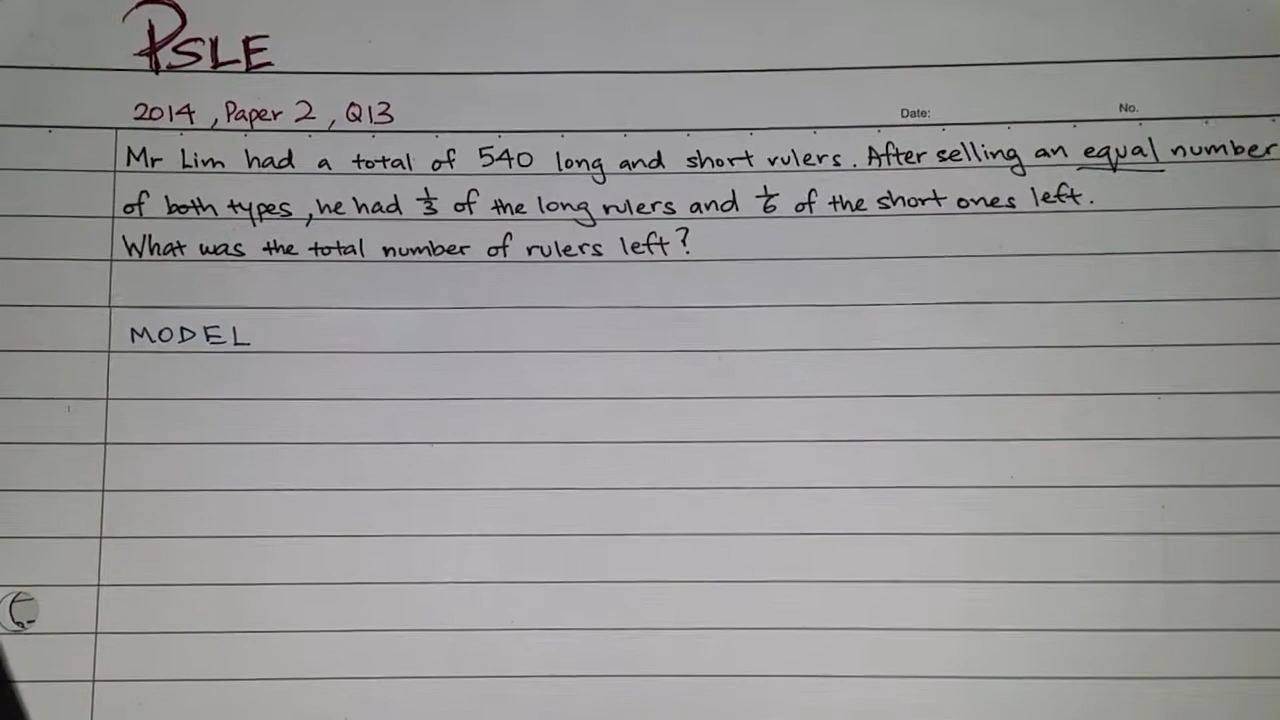 PSLE
2014, Paper 2, Q13
Date:
No.
Mr Lim had a total of 540 long and short rulers. After selling an equal number
of both types, he had 1/3 of the long rulers and 1/6 of the short ones left.
What was the total number of rulers left?
MODEL